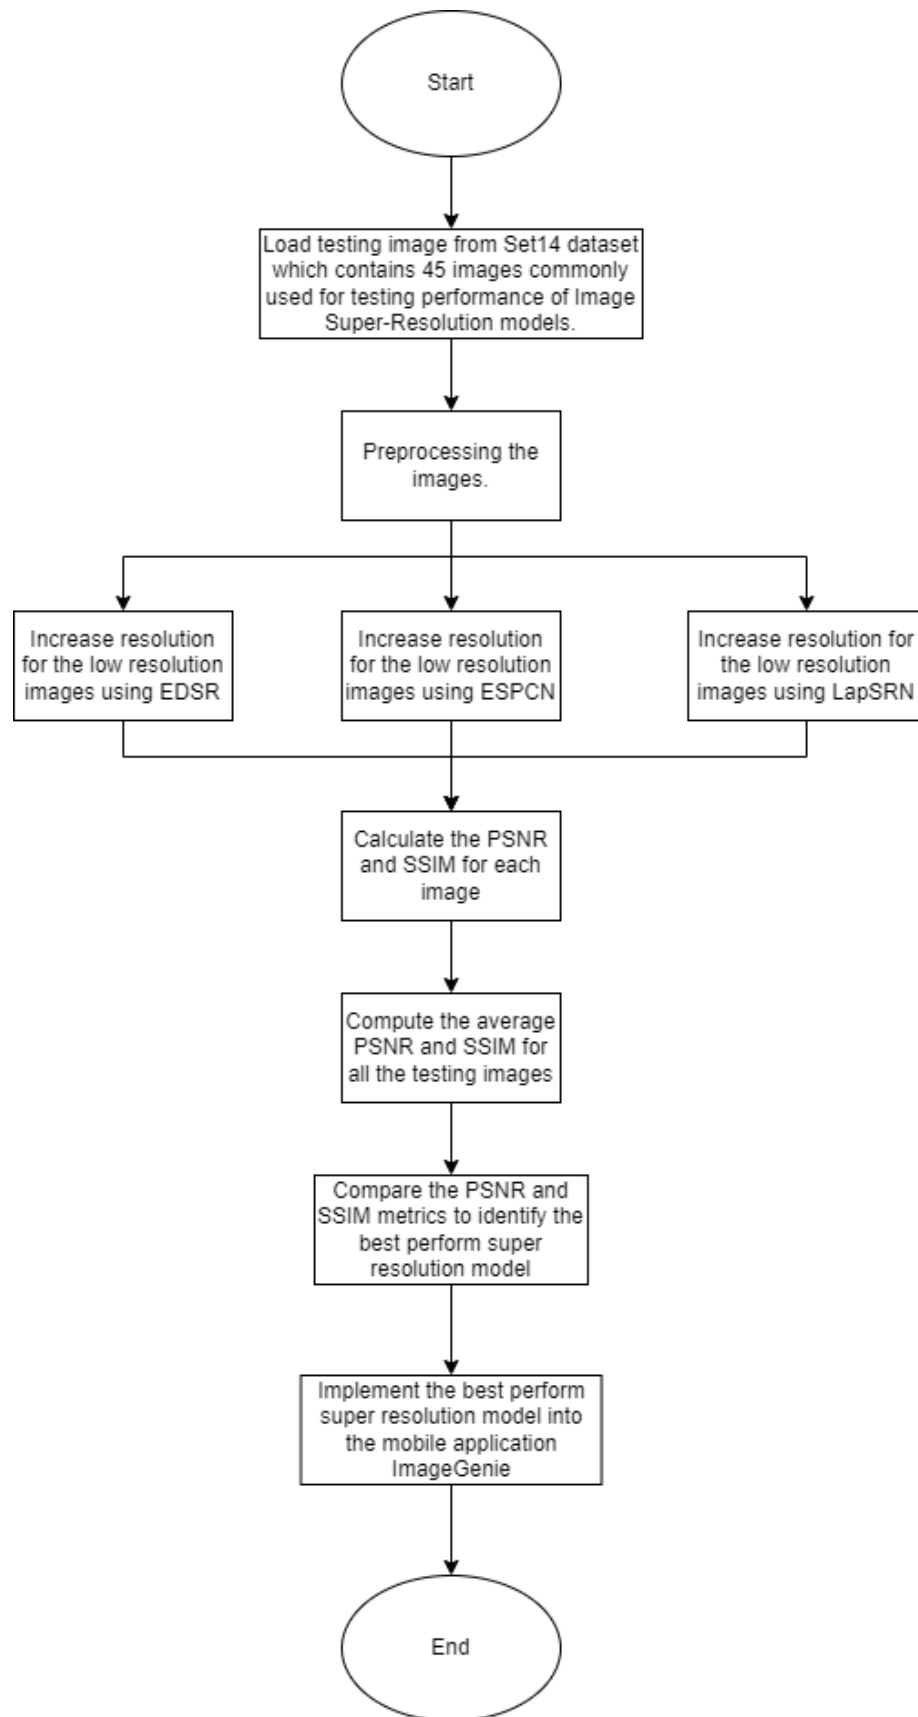 Start
Load testing image from Set14 dataset
which contains 45 images commonly
used for testing performance of Image
Super-Resolution models.
Preprocessing the
images.
Increase resolution
for the low resolution
images using EDSR
Increase resolution
for the low resolution
images using ESPCN
Increase resolution for
the low resolution
images using LapSRN
Calculate the PSNR
and SSIM for each
image
Compute the average
PSNR and SSIM for
all the testing images
Compare the PSNR and
SSIM metrics to identify the
best perform super
resolution model
Implement the best perform
super resolution model into
the mobile application
ImageGenie
End